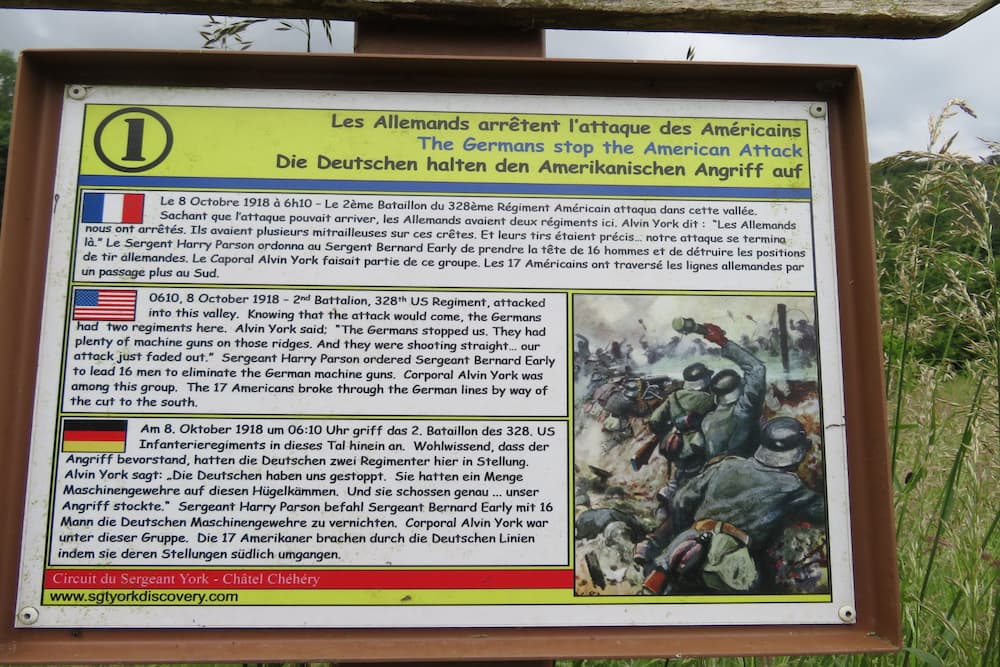 1
Les Allemands arrêtent l'attaque des Américains
The Germans stop the American Attack
Die Deutschen halten den Amerikanischen Angriff auf
Le 8 Octobre 1918 à 6h10 – Le 2ème Bataillon du 328ème Régiment Américain attaqua dans cette vallée.
Sachant que l'attaque pouvait arriver, les Allemands avaient deux régiments ici. Alvin York dit : "Les Allemands
nous ont arrêtés. Ils avaient plusieurs mitrailleuses sur ces crêtes. Et leurs tirs étaient précis... notre attaque se termina
là." Le Sergent Harry Parson ordonna au Sergent Bernard Early de prendre la tête de 16 hommes et de détruire les positions
de tir allemandes. Le Caporal Alvin York faisait partie de ce groupe. Les 17 Américains ont traversé les lignes allemandes par
un passage plus au Sud.
0610, 8 October 1918 – 2nd Battalion, 328th US Regiment, attacked
into this valley. Knowing that the attack would come, the Germans
had two regiments here. Alvin York said; "The Germans stopped us. They had
plenty of machine guns on those ridges. And they were shooting straight... our
attack just faded out." Sergeant Harry Parson ordered Sergeant Bernard Early
to lead 16 men to eliminate the German machine guns. Corporal Alvin York was
among this group. The 17 Americans broke through the German lines by way of
the cut to the south.
Am 8. Oktober 1918 um 06:10 Uhr griff das 2. Bataillon des 328. US
Infanterieregiments in dieses Tal hinein an. Wohlwissend, dass der
Angriff bevorstand, hatten die Deutschen zwei Regimenter hier in Stellung.
Alvin York sagt: „Die Deutschen haben uns gestoppt. Sie hatten ein Menge
Maschinengewehre auf diesen Hügelkämmen. Und sie schossen genau ... unser
Angriff stockte." Sergeant Harry Parson befahl Sergeant Bernard Early mit 16
Mann die Deutschen Maschinengewehre zu vernichten. Corporal Alvin York war
unter dieser Gruppe. Die 17 Amerikaner brachen durch die Deutschen Linien
indem sie deren Stellungen südlich umgangen.
Circuit du Sergeant York - Châtel Chéhéry
www.sgtyorkdiscovery.com